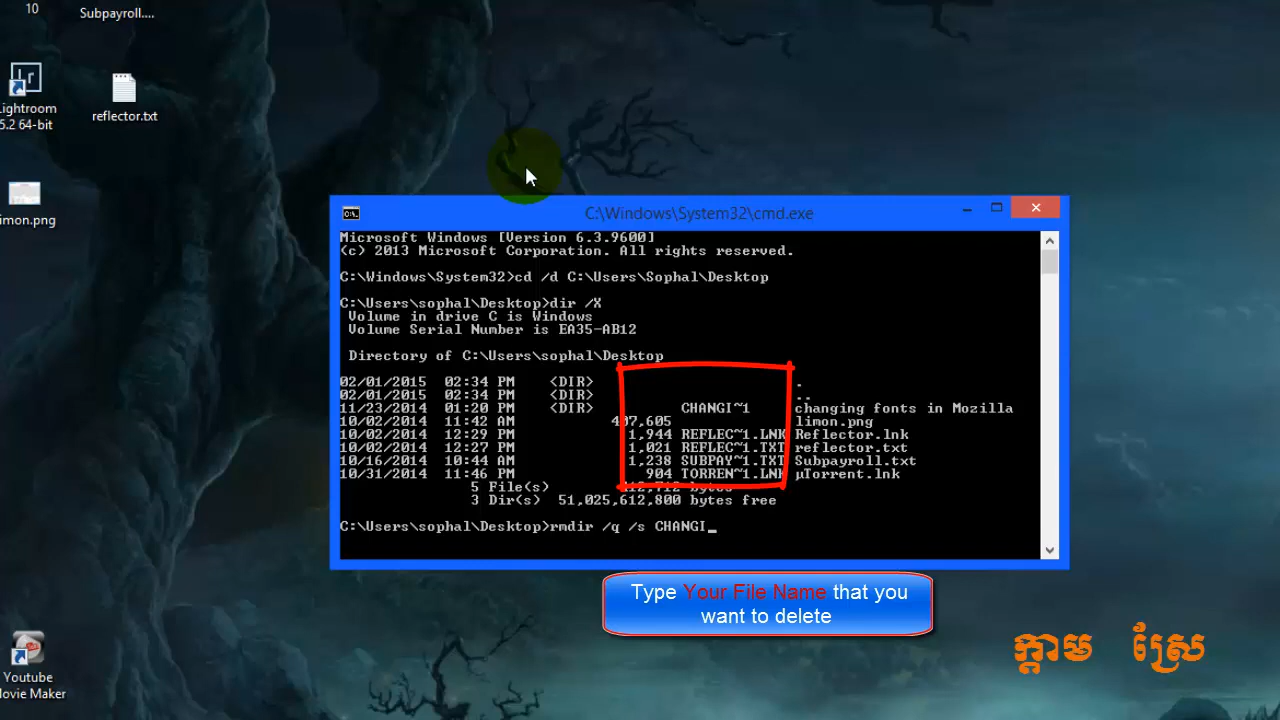 10
Subpayroll....
Lightroom
5.2 64-bit
reflector.txt
limon.png
C:\Windows\System32\cmd.exe
Microsoft Windows [Version 6.3.9600]
(c) 2013 Microsoft Corporation. All rights reserved.
C:\Windows\System32>cd /d C:\Users\Sophal\Desktop
C:\Users\sophal\Desktop>dir /X
Volume in drive C is Windows
Volume Serial Number is EA35-AB12
Directory of C:\Users\sophal\Desktop
02/01/2015 02:34 PM <DIR> .
02/01/2015 02:34 PM <DIR> ..
11/23/2014 01:20 PM <DIR> CHANGI~1 changing fonts in Mozilla
10/02/2014 11:42 AM 407,605 limon.png
10/02/2014 12:29 PM 1,944 REFLEC~1.LNK Reflector.lnk
10/02/2014 12:27 PM 1,021 REFLEC~1.TXT reflector.txt
10/16/2014 10:44 AM 1,238 SUBPAY~1.TXT Subpayroll.txt
10/31/2014 11:46 PM 904 TORREN~1.LNK µTorrent.lnk
5 File(s) 412,712 bytes
3 Dir(s) 51,025,612,800 bytes free
C:\Users\sophal\Desktop>rmdir /q /s CHANGI_
Type Your File Name that you
want to delete
ក្ដាម ស្រែ
Youtube
Movie Maker